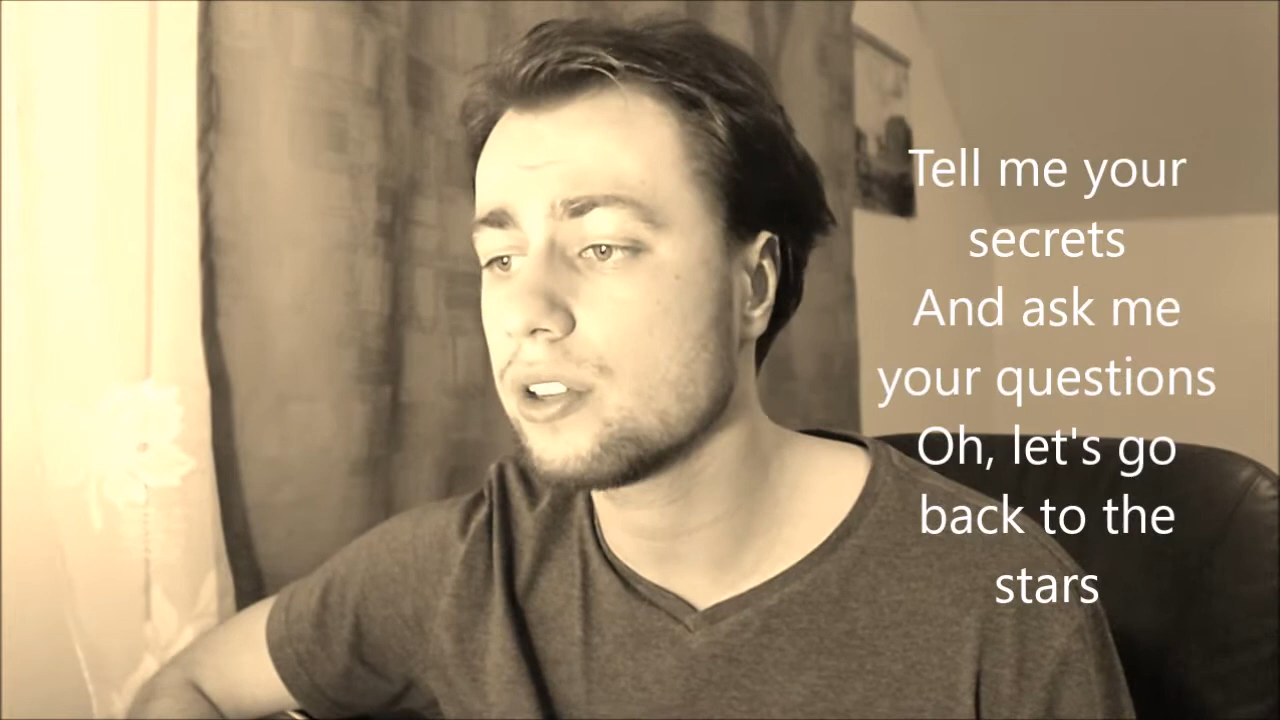 Tell me your
secrets
And ask me
your questions
Oh, let's go
back to the
stars